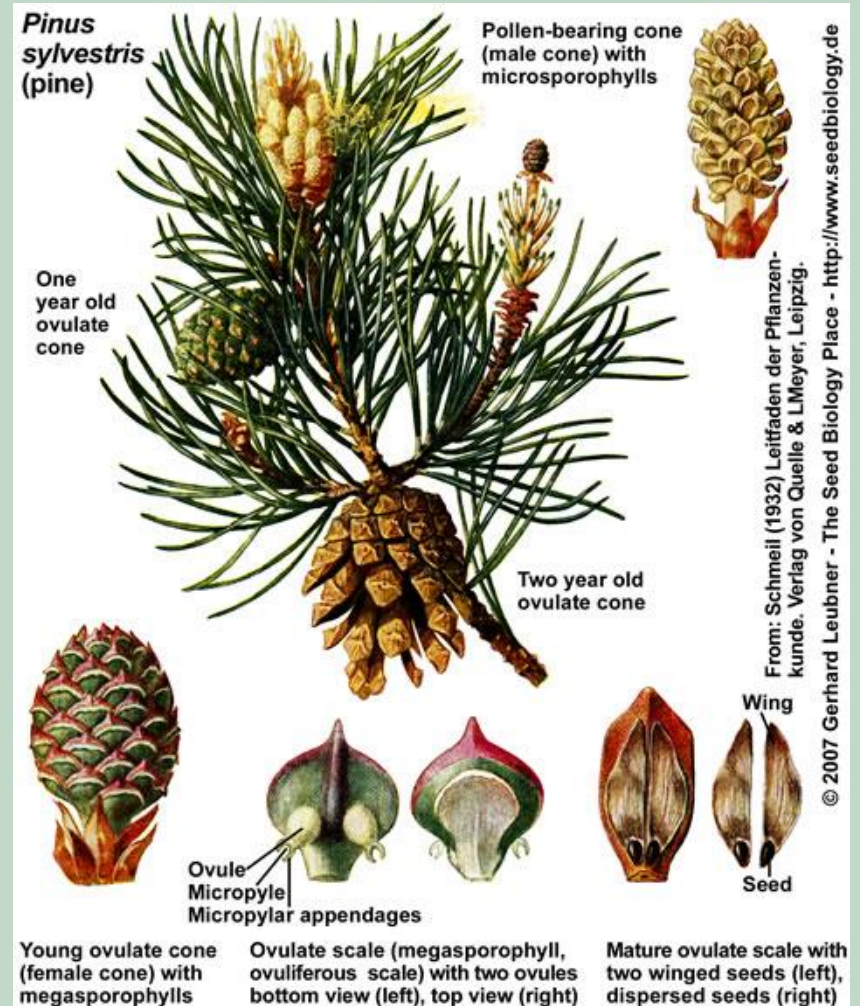 Pinus
sylvestris
(pine)
Pollen-bearing cone
(male cone) with
microsporophylls
One
year old
ovulate
cone
Two year old
ovulate cone
Wing
Seed
Ovule
Micropyle
Micropylar appendages
Young ovulate cone
(female cone) with
megasporophylls
Ovulate scale (megasporophyll,
ovuliferous scale) with two ovules
bottom view (left), top view (right)
Mature ovulate scale with
two winged seeds (left),
dispersed seeds (right)
From: Schmeil (1932) Leitfaden der Pflanzen-
kunde. Verlag von Quelle & LMeyer, Leipzig.
© 2007 Gerhard Leubner - The Seed Biology Place - http://www.seedbiology.de